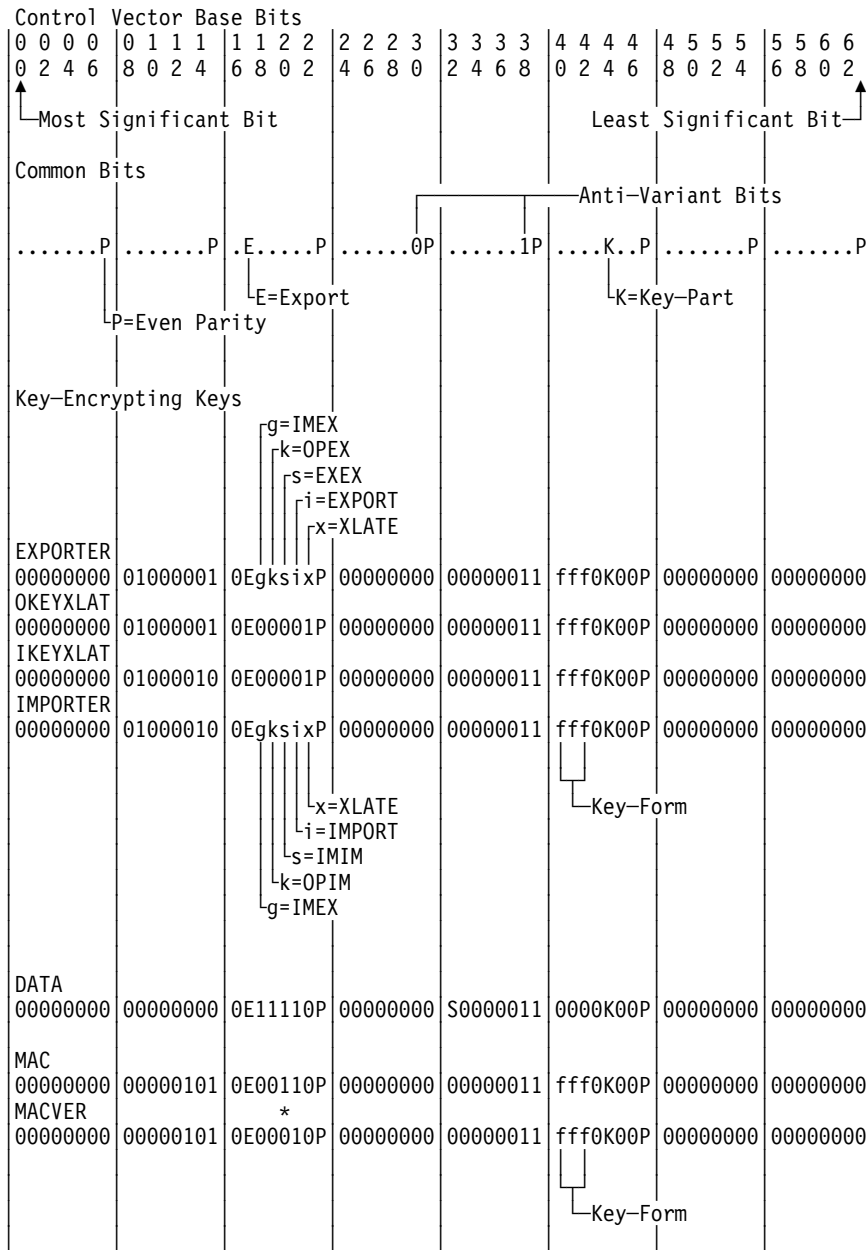 Control Vector Base Bits
0 0 0 0 0 1 1 1 1 1 2 2 2 2 2 3 3 3 3 3 4 4 4 4 4 5 5 5 5 5 6 6
0 2 4 6 8 0 2 4 6 8 0 2 4 6 8 0 2 4 6 8 0 2 4 6 8 0 2 4 6 8 0 2
Most Significant Bit Least Significant Bit
Common Bits
Anti-Variant Bits
.......P .......P .E.....P ......0P ......1P ....K..P .......P .......P
E=Export K=Key-Part
P=Even Parity
Key-Encrypting Keys
g=IMEX
k=OPEX
s=EXEX
i=EXPORT
x=XLATE
EXPORTER
00000000 01000001 0EgksixP 00000000 00000011 fff0K00P 00000000 00000000
OKEYXLAT
00000000 01000001 0E00001P 00000000 00000011 fff0K00P 00000000 00000000
IKEYXLAT
00000000 01000010 0E00001P 00000000 00000011 fff0K00P 00000000 00000000
IMPORTER
00000000 01000010 0EgksixP 00000000 00000011 fff0K00P 00000000 00000000
x=XLATE Key-Form
i=IMPORT
s=IMIM
k=OPIM
g=IMEX
DATA
00000000 00000000 0E11110P 00000000 S0000011 0000K00P 00000000 00000000
MAC
00000000 00000101 0E00110P 00000000 00000011 fff0K00P 00000000 00000000
MACVER *
00000000 00000101 0E00010P 00000000 00000011 fff0K00P 00000000 00000000
Key-Form